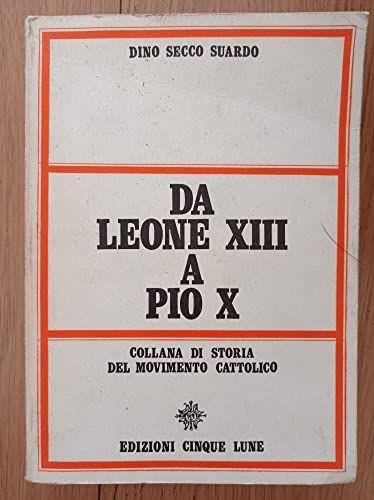 DINO SECCO SUARDO
DA
LEONE XIII
A
PIO X
COLLANA DI STORIA
DEL MOVIMENTO CATTOLICO
EDIZIONI CINQUE LUNE